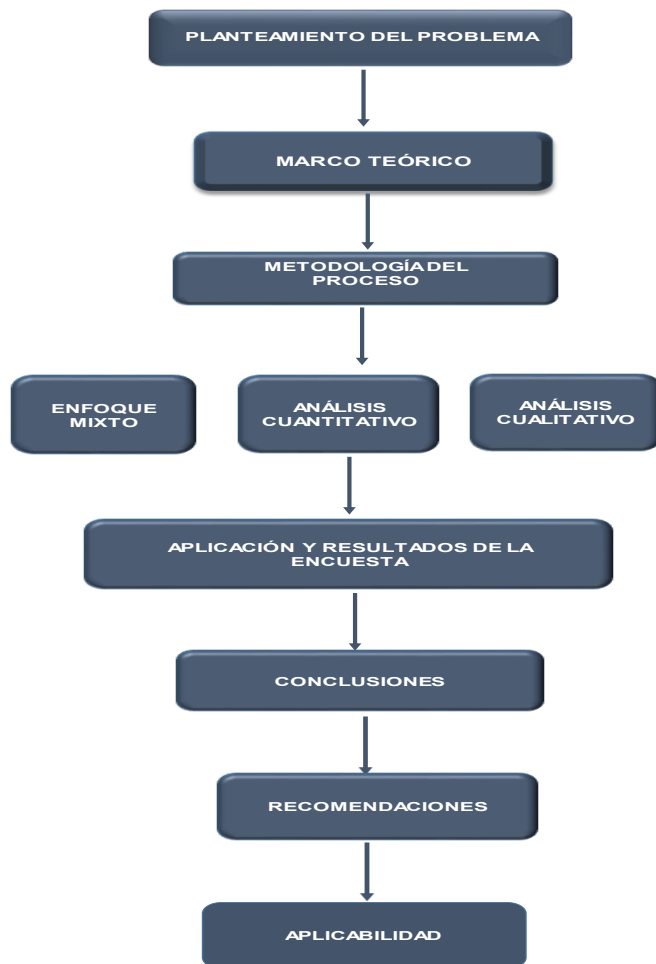 PLANTEAMIENTO DEL PROBLEMA
MARCO TEÓRICO
METODOLOGÍA DEL
PROCESO
ENFOQUE
MIXTO
ANÁLISIS
CUANTITATIVO
ANÁLISIS
CUALITATIVO
APLICACIÓN Y RESULTADOS DE LA
ENCUESTA
CONCLUSIONES
RECOMENDACIONES
APLICABILIDAD